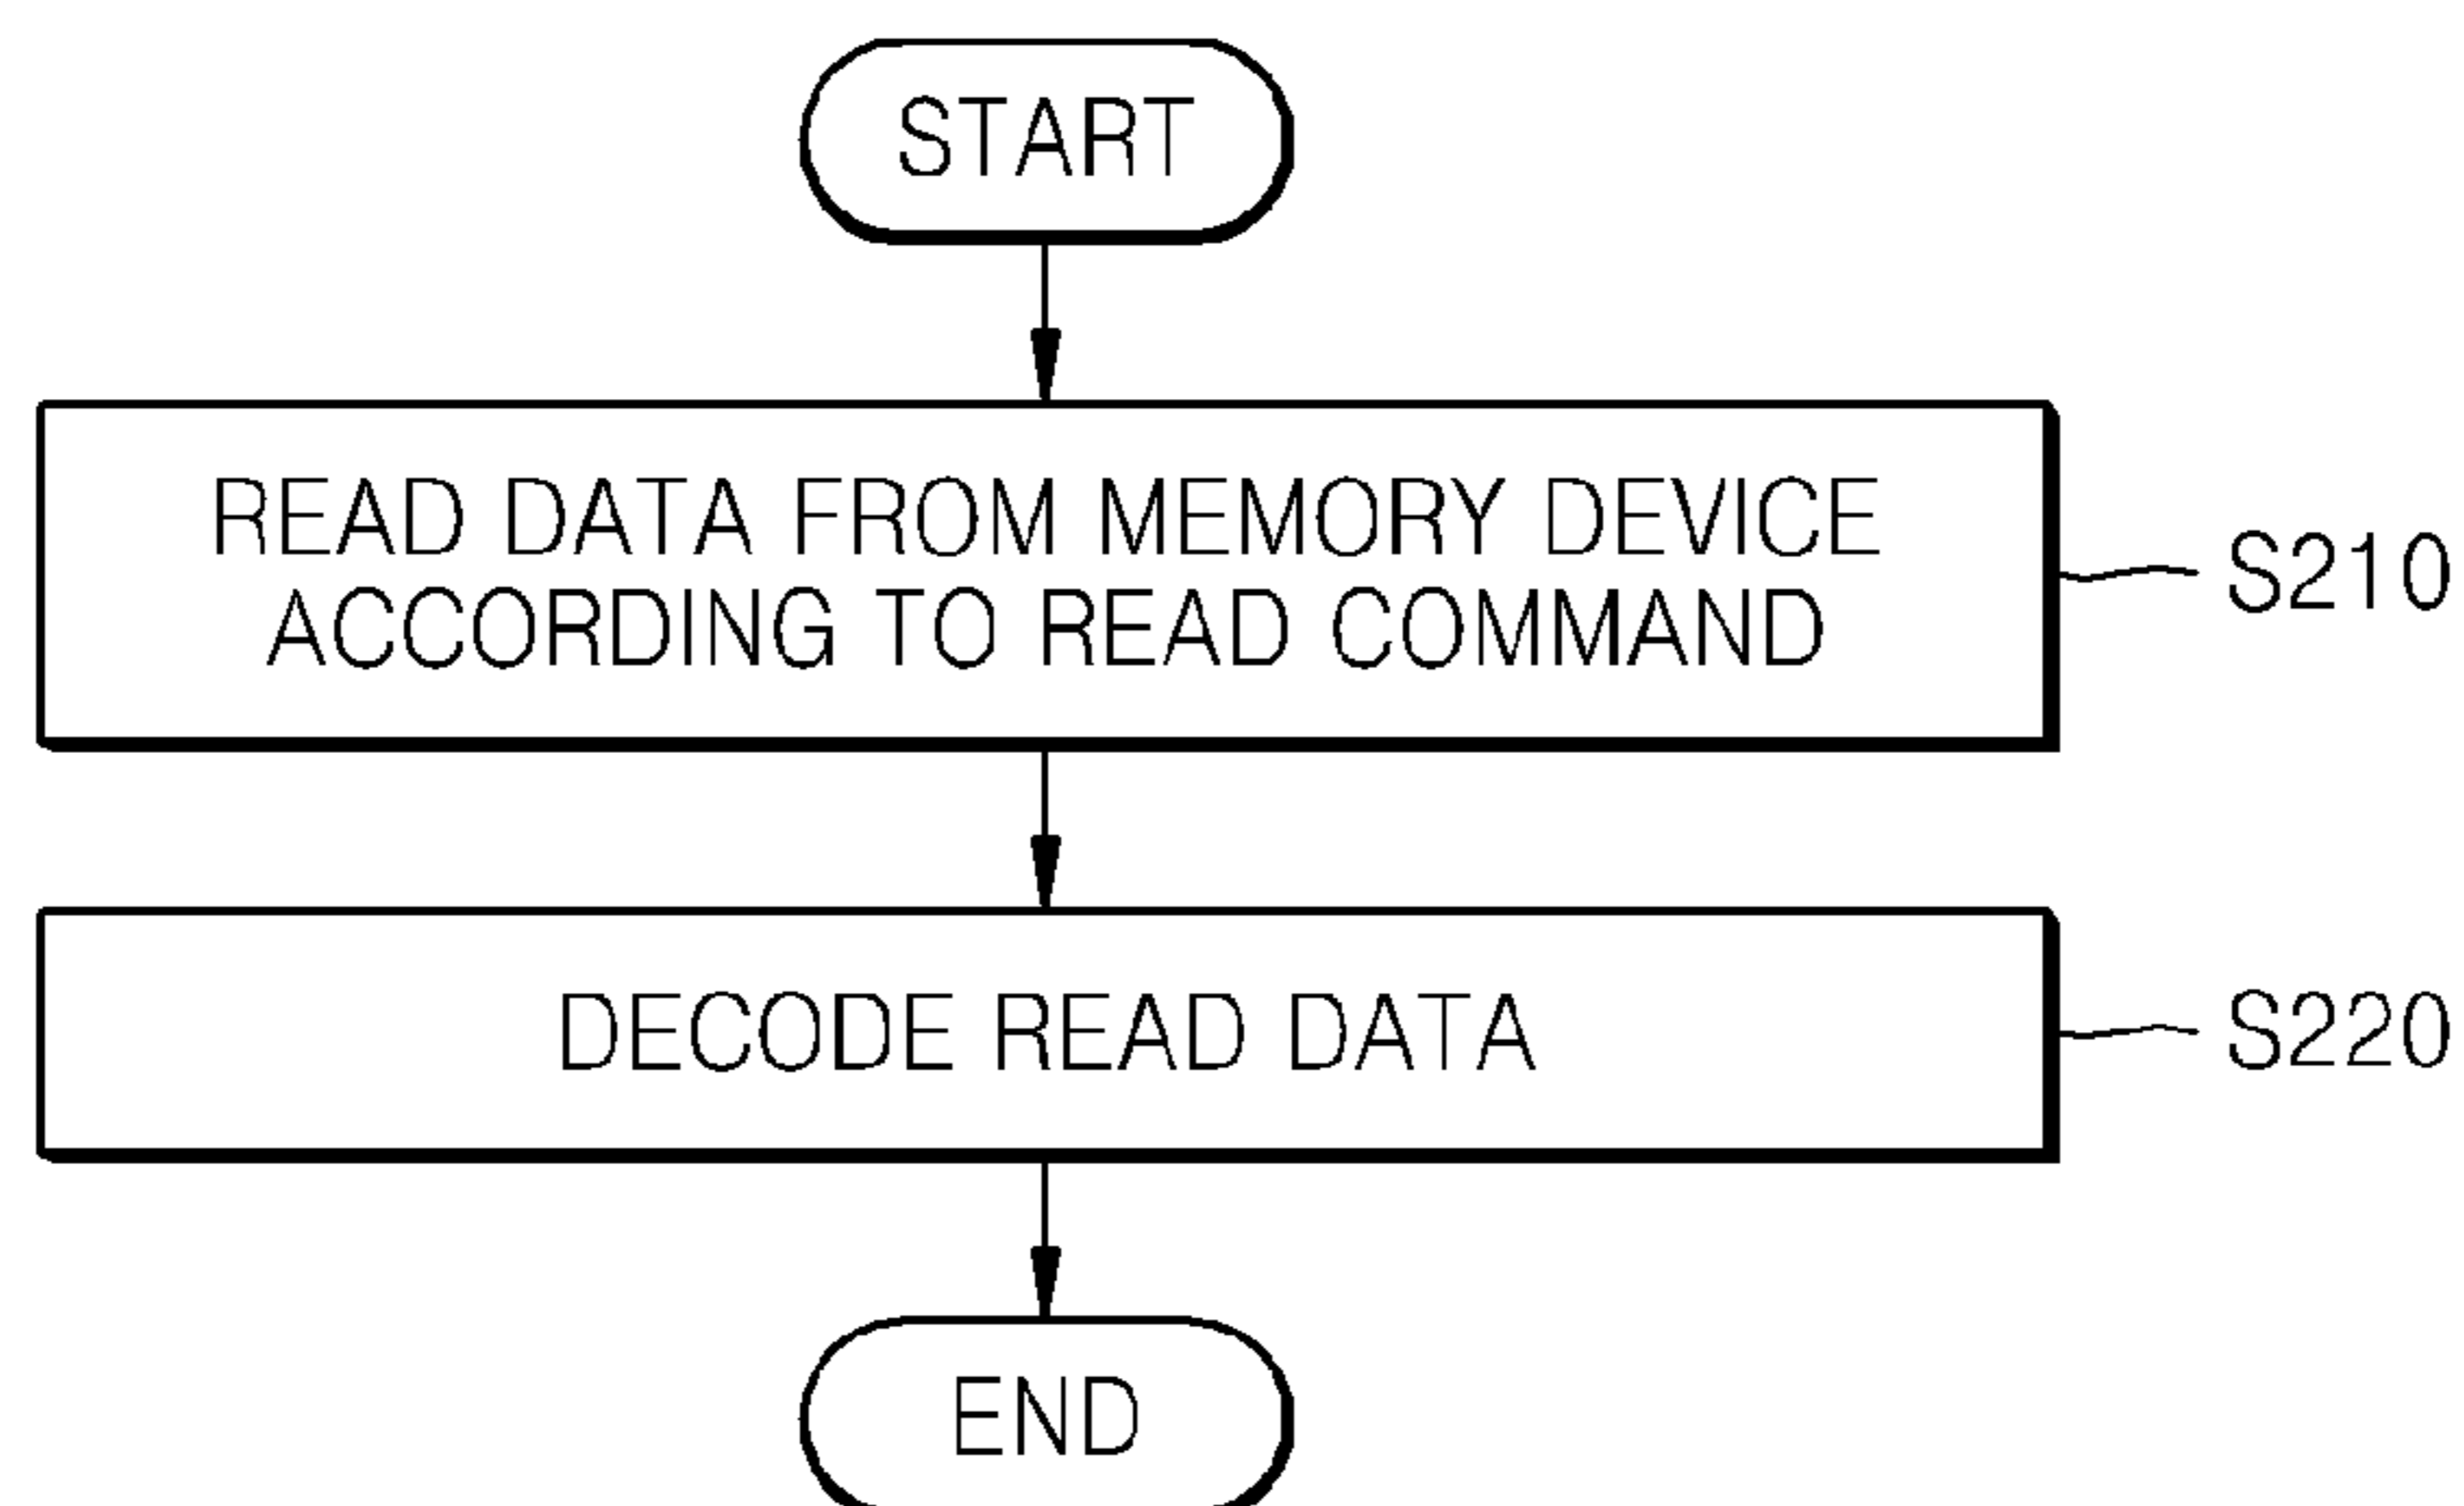 START
READ DATA FROM MEMORY DEVICE
ACCORDING TO READ COMMAND
S210
DECODE READ DATA
S220
END